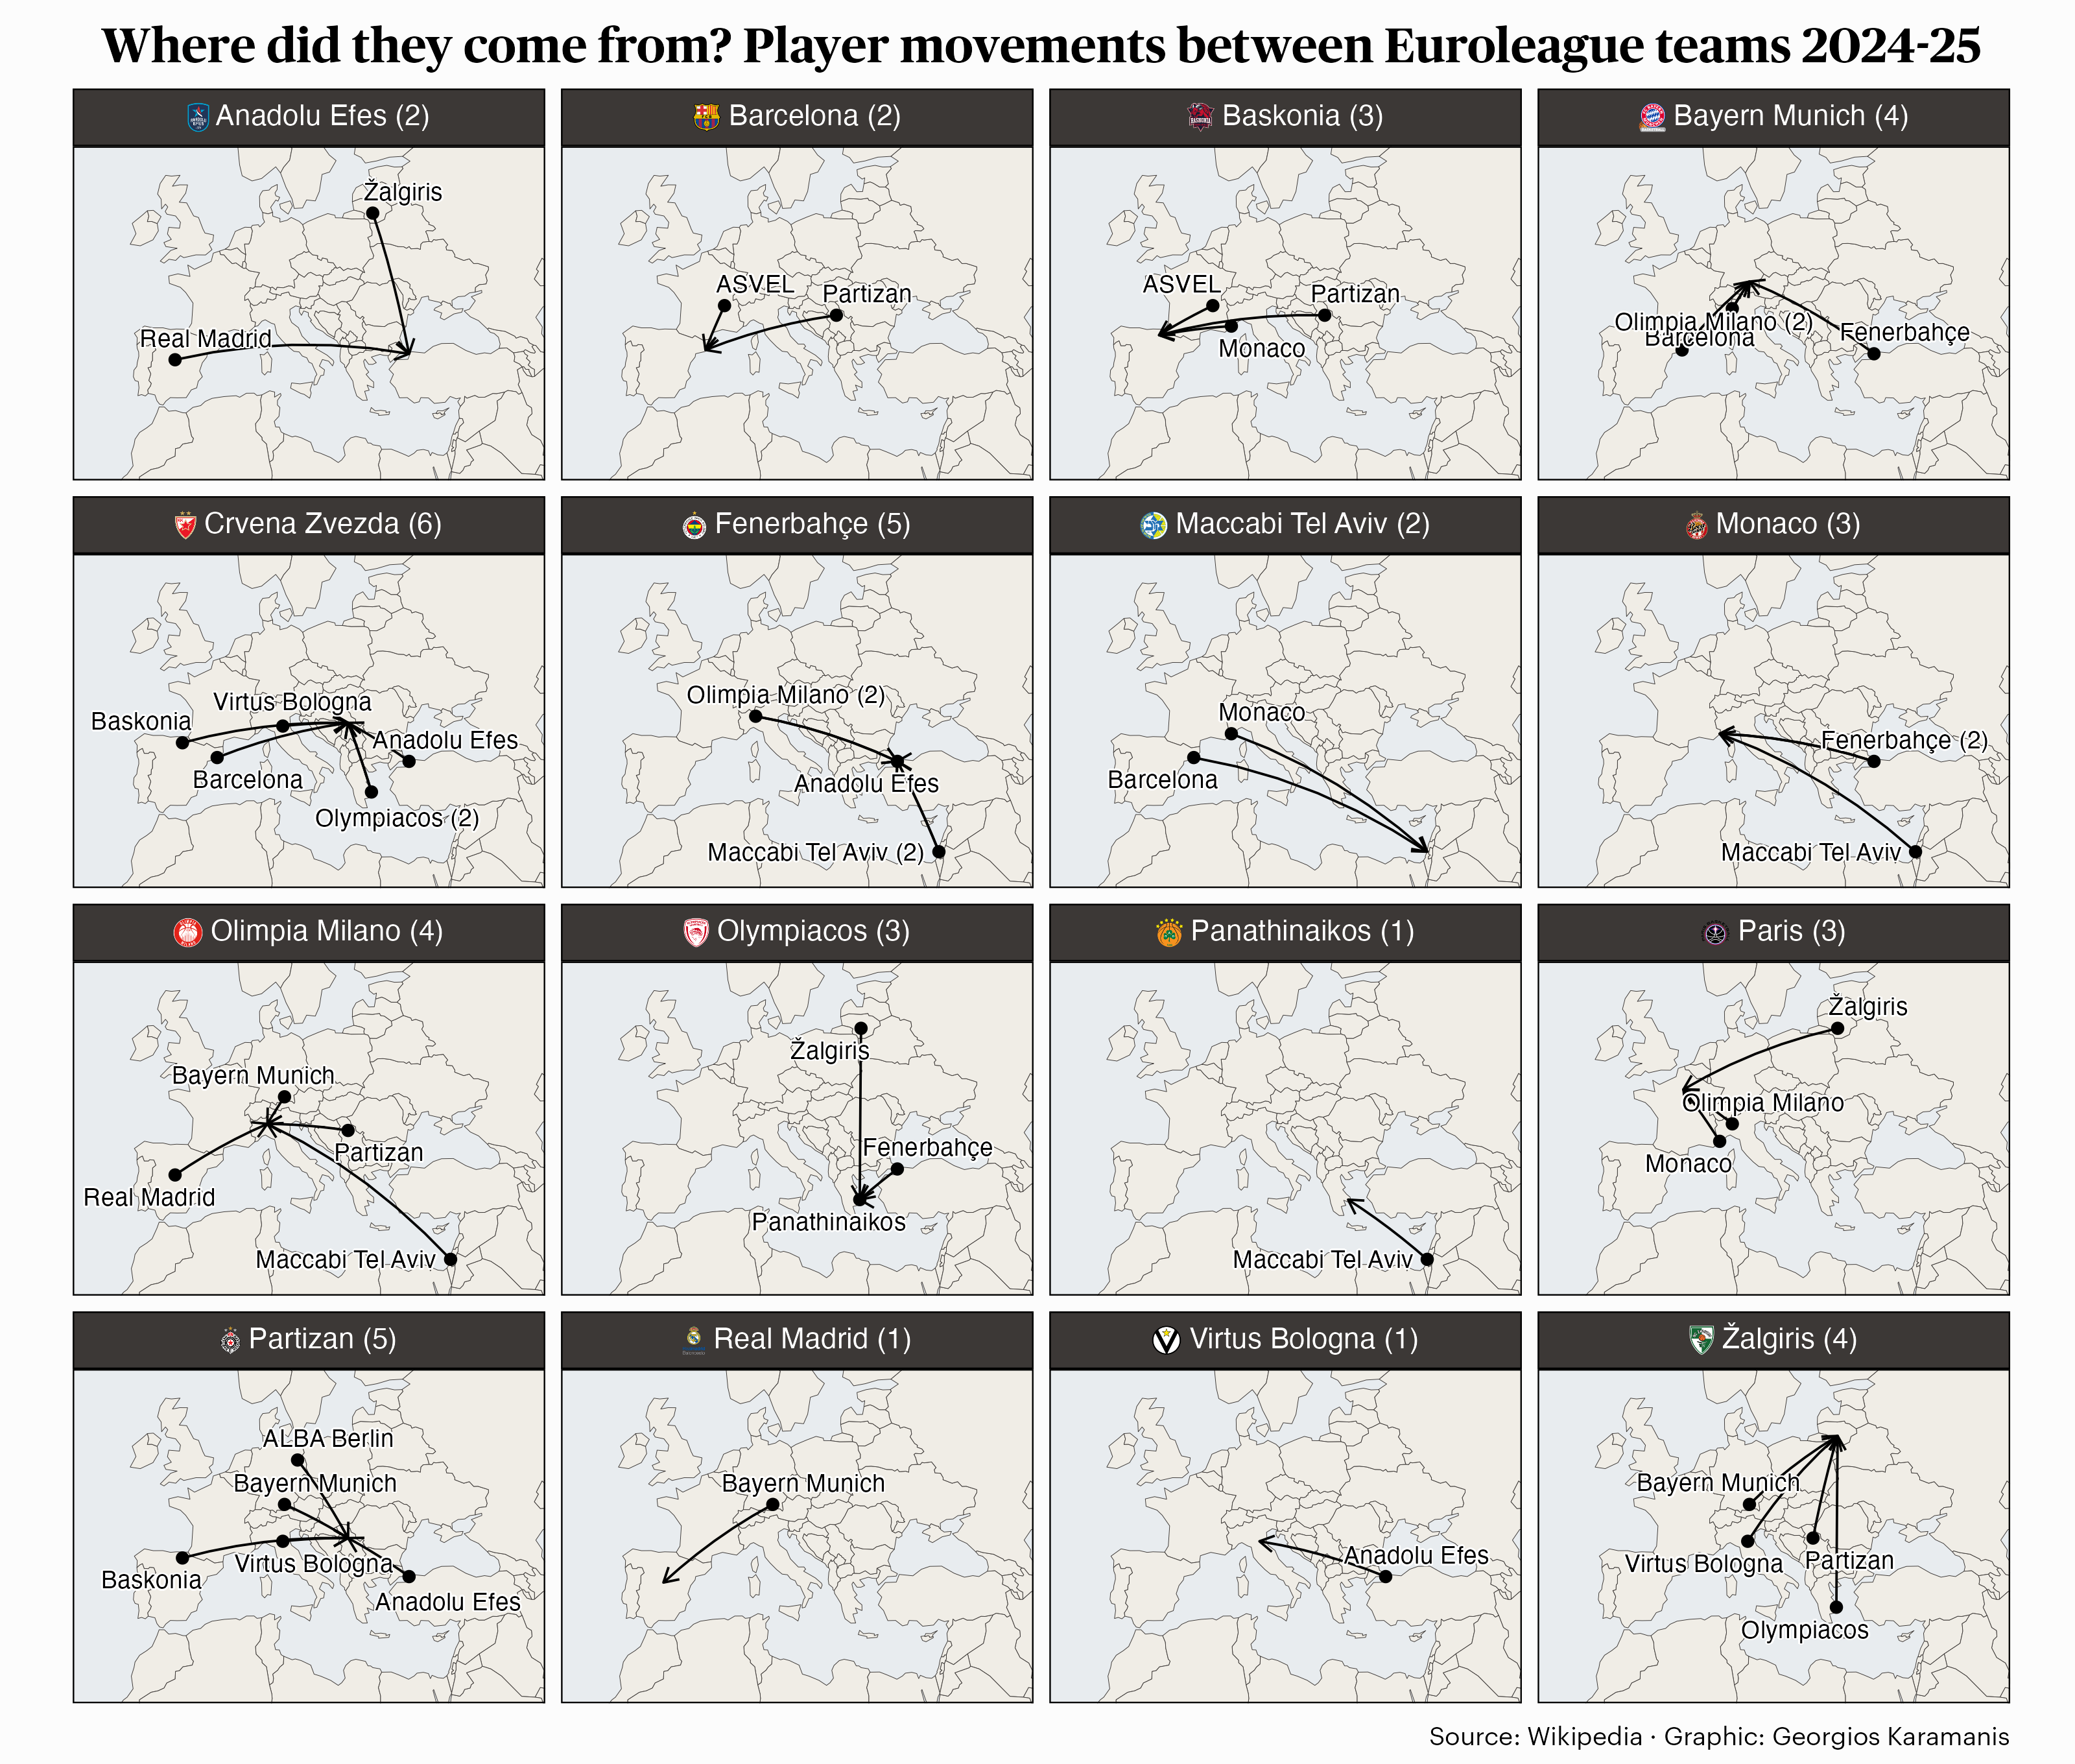 Where did they come from? Player movements between Euroleague teams 2024-25
Anadolu Efes (2)
Žalgiris
Real Madrid
Barcelona (2)
ASVEL
Partizan
Baskonia (3)
ASVEL
Partizan
Monaco
Bayern Munich (4)
Olimpia Milano (2)
Barcelona
Fenerbahçe
Crvena Zvezda (6)
Virtus Bologna
Baskonia
Anadolu Efes
Barcelona
Olympiacos (2)
Fenerbahçe (5)
Olimpia Milano (2)
Anadolu Efes
Maccabi Tel Aviv (2)
Maccabi Tel Aviv (2)
Monaco
Barcelona
Monaco (3)
Fenerbahçe (2)
Maccabi Tel Aviv
Olimpia Milano (4)
Bayern Munich
Partizan
Real Madrid
Maccabi Tel Aviv
Olympiacos (3)
Žalgiris
Fenerbahçe
Panathinaikos
Panathinaikos (1)
Maccabi Tel Aviv
Paris (3)
Žalgiris
Olimpia Milano
Monaco
Partizan (5)
ALBA Berlin
Bayern Munich
Virtus Bologna
Baskonia
Anadolu Efes
Real Madrid (1)
Bayern Munich
Virtus Bologna (1)
Anadolu Efes
Žalgiris (4)
Bayern Munich
Virtus Bologna
Partizan
Olympiacos
Source: Wikipedia · Graphic: Georgios Karamanis